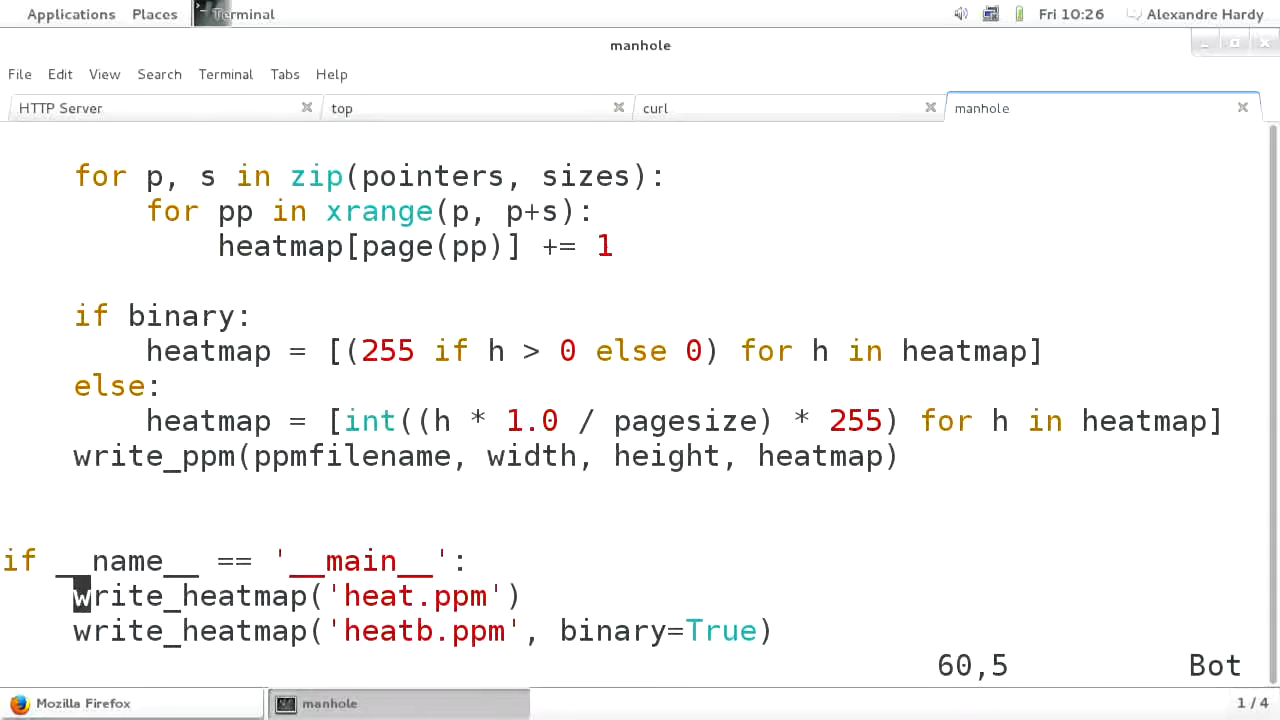 Applications Places Terminal Fri 10:26 Alexandre Hardy
manhole
File Edit View Search Terminal Tabs Help
HTTP Server top curl manhole
for p, s in zip(pointers, sizes):
for pp in xrange(p, p+s):
heatmap[page(pp)] += 1
if binary:
heatmap = [(255 if h > 0 else 0) for h in heatmap]
else:
heatmap = [int((h * 1.0 / pagesize) * 255) for h in heatmap]
write_ppm(ppmfilename, width, height, heatmap)
if __name__ == '__main__':
write_heatmap('heat.ppm')
write_heatmap('heatb.ppm', binary=True)
60,5 Bot
Mozilla Firefox manhole 1 / 4